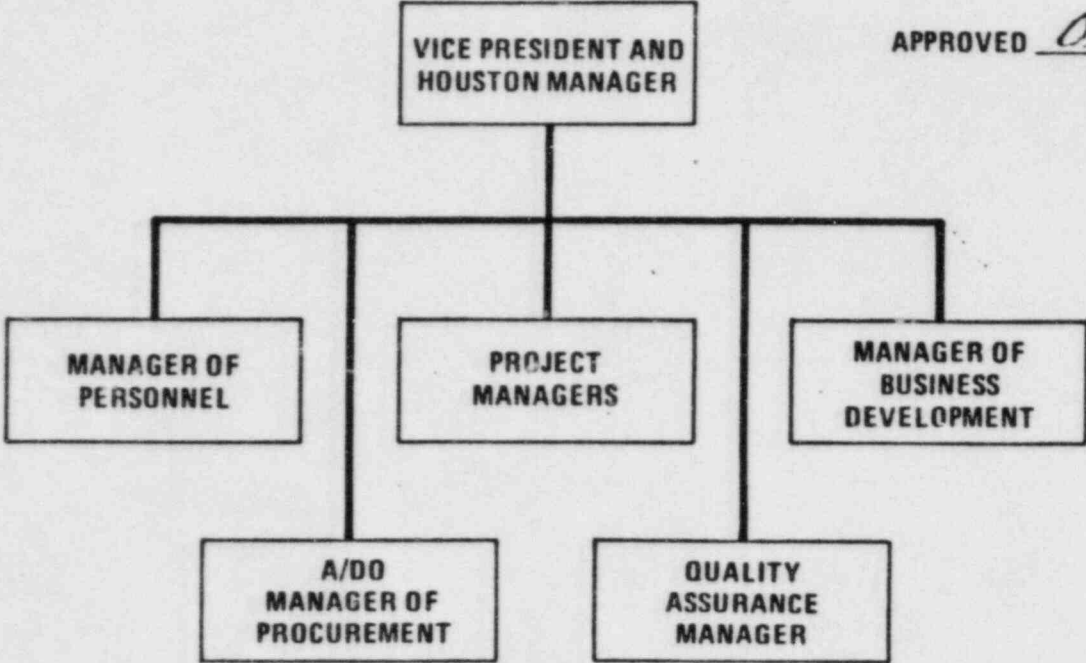 APPROVED
VICE PRESIDENT AND
HOUSTON MANAGER
MANAGER OF
PERSONNEL
PROJECT
MANAGERS
MANAGER OF
BUSINESS
DEVELOPMENT
A/DO
MANAGER OF
PROCUREMENT
QUALITY
ASSURANCE
MANAGER